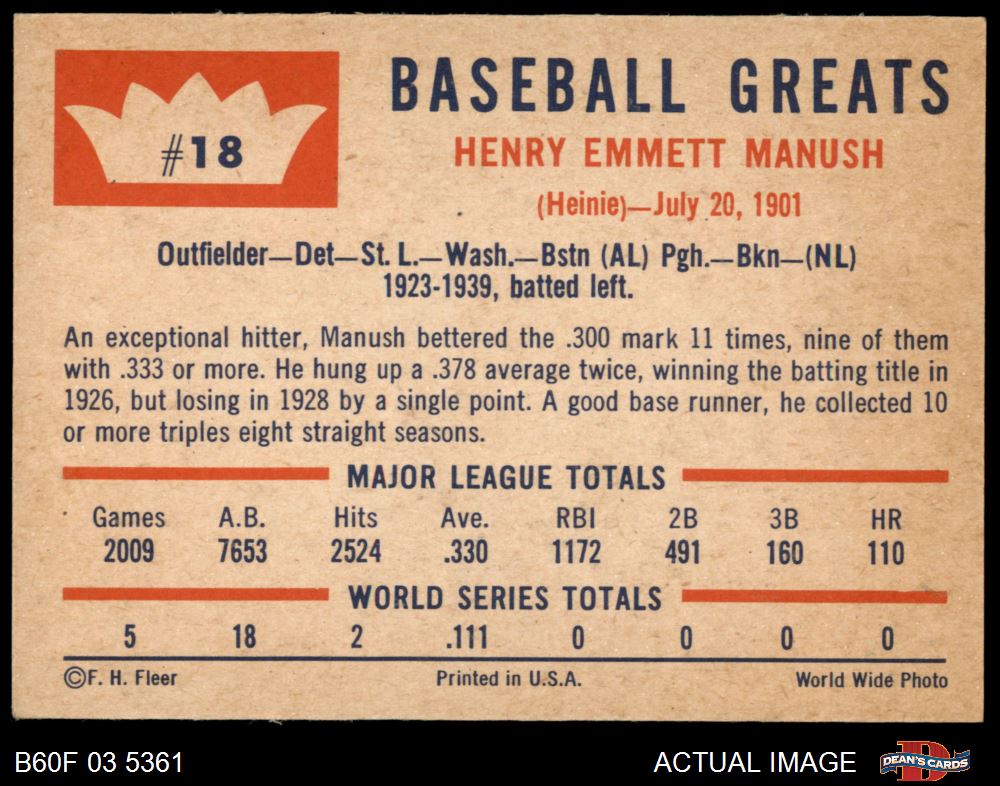 #18
BASEBALL GREATS
HENRY EMMETT MANUSH
(Heinie)—July 20, 1901
Outfielder—Det—St. L.—Wash.—Bstn (AL) Pgh.—Bkn—(NL)
1923-1939, batted left.
An exceptional hitter, Manush bettered the .300 mark 11 times, nine of them
with .333 or more. He hung up a .378 average twice, winning the batting title in
1926, but losing in 1928 by a single point. A good base runner, he collected 10
or more triples eight straight seasons.
MAJOR LEAGUE TOTALS
Games A.B. Hits Ave. RBI 2B 3B HR
2009 7653 2524 .330 1172 491 160 110
WORLD SERIES TOTALS
5 18 2 .111 0 0 0 0
©F. H. Fleer Printed in U.S.A. World Wide Photo
B60F 03 5361 ACTUAL IMAGE DEAN'S CARDS